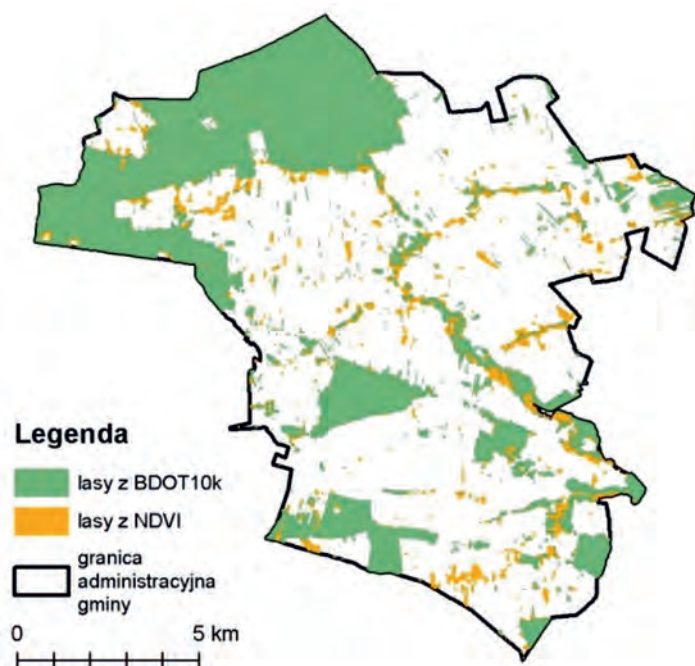 Legenda
lasy z BDOT10k
lasy z NDVI
granica
administracyjna
gminy
0 5 km